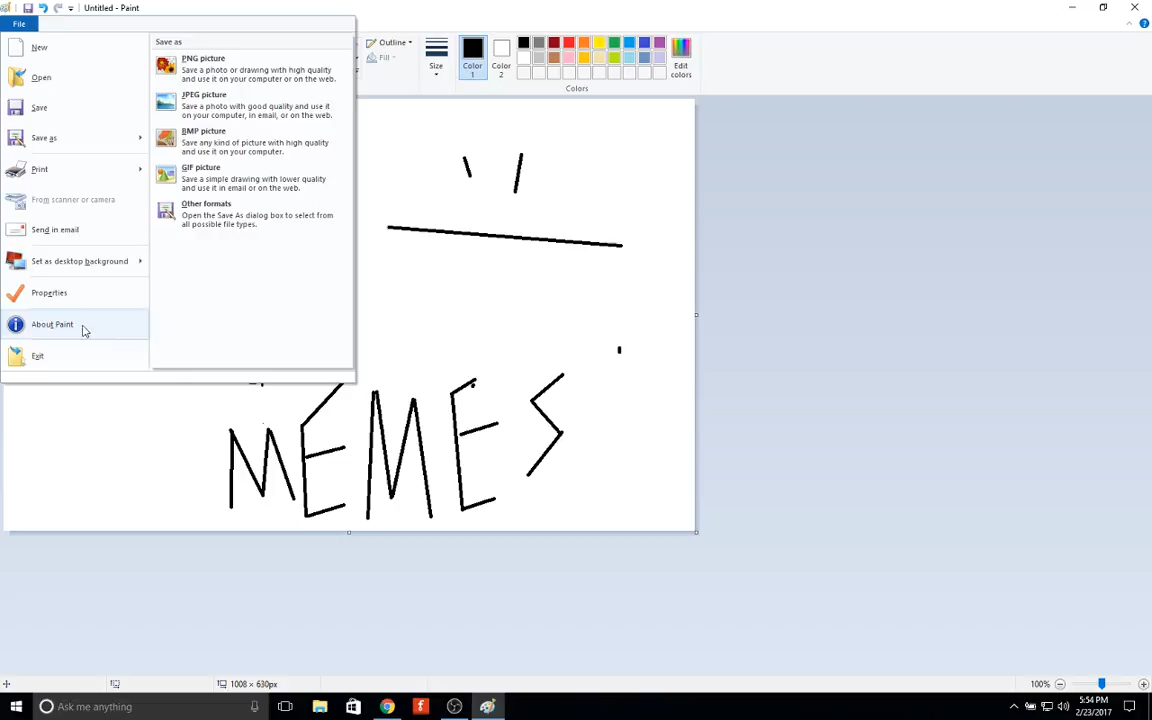 Untitled - Paint
File
New
Open
Save
Save as
Print
From scanner or camera
Send in email
Set as desktop background
Properties
About Paint
Exit
Save as
PNG picture
Save a photo or drawing with high quality
and use it on your computer or on the web.
JPEG picture
Save a photo with good quality and use it
on your computer, in email, or on the web.
BMP picture
Save any kind of picture with high quality
and use it on your computer.
GIF picture
Save a simple drawing with lower quality
and use it in email or on the web.
Other formats
Open the Save As dialog box to select from
all possible file types.
Outline
Fill
Size
Color
1
Color
2
Edit
colors
Colors
MEMES
1008 × 630px
100%
Ask me anything
5:54 PM
2/23/2017